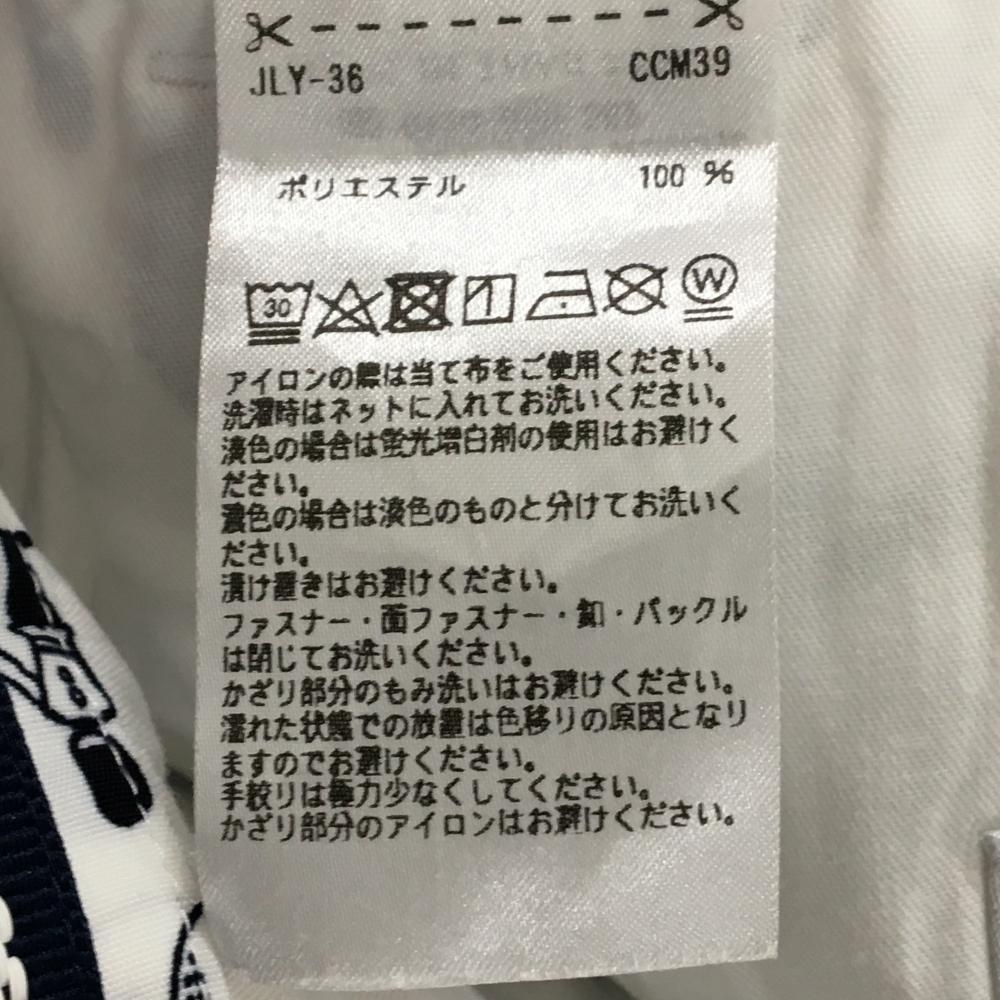 JLY-36 CCM39
ポリエステル 100 %
30 W
アイロンの際は当て布をご使用ください。
洗濯時はネットに入れてお洗いください。
淡色の場合は蛍光増白剤の使用はお避けく
ださい。
濃色の場合は淡色のものと分けてお洗いく
ださい。
漬け置きはお避けください。
ファスナー・面ファスナー・釦・バックル
は閉じてお洗いください。
かざり部分のもみ洗いはお避けください。
濡れた状態での放置は色移りの原因となり
ますのでお避けください。
手絞りは極力少なくしてください。
かざり部分のアイロンはお避けください。
8